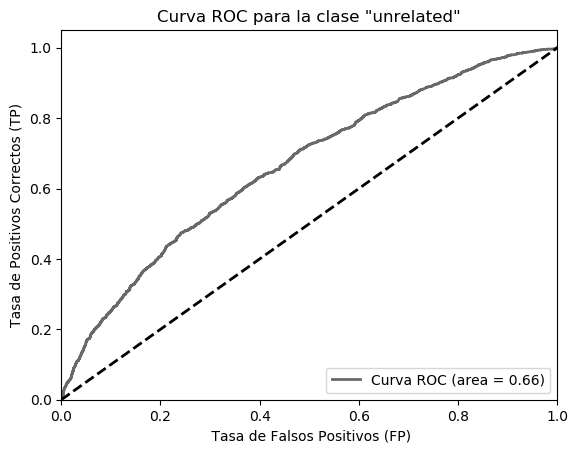 Curva ROC para la clase "unrelated"
1.0
0.8
0.6
0.4
0.2
0.0
Tasa de Positivos Correctos (TP)
Curva ROC (area = 0.66)
0.0 0.2 0.4 0.6 0.8 1.0
Tasa de Falsos Positivos (FP)